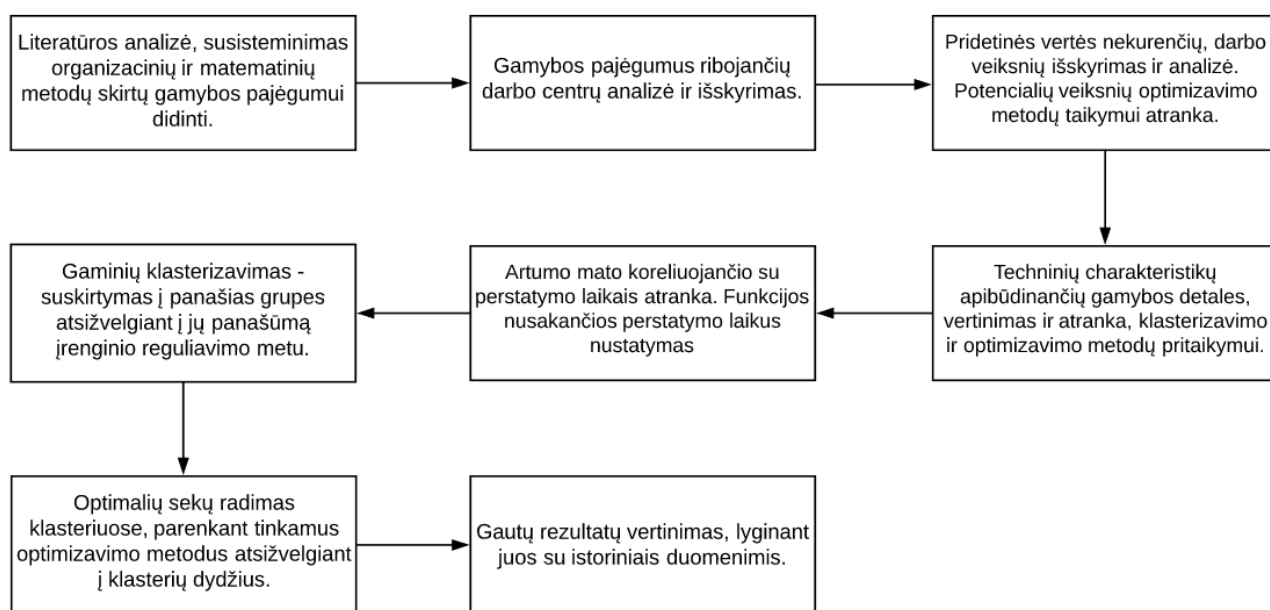 Literatūros analizė, susisteminimas
organizacinių ir matematinių
metodų skirtų gamybos pajėgumui
didinti.
Gamybos pajėgumus ribojančių
darbo centrų analizė ir išskyrimas.
Pridetinės vertės nekurenčių, darbo
veiksnių išskyrimas ir analizė.
Potencialių veiksnių optimizavimo
metodų taikymui atranka.
Techninių charakteristikų
apibūdinančių gamybos detales,
vertinimas ir atranka, klasterizavimo
ir optimizavimo metodų pritaikymui.
Artumo mato koreliuojančio su
perstatymo laikais atranka. Funkcijos
nusakančios perstatymo laikus
nustatymas
Gaminių klasterizavimas -
suskirtymas į panašias grupes
atsižvelgiant į jų panašūmą
įrenginio reguliavimo metu.
Optimalių sekų radimas
klasteriuose, parenkant tinkamus
optimizavimo metodus atsižvelgiant
į klasterių dydžius.
Gautų rezultatų vertinimas, lyginant
juos su istoriniais duomenimis.